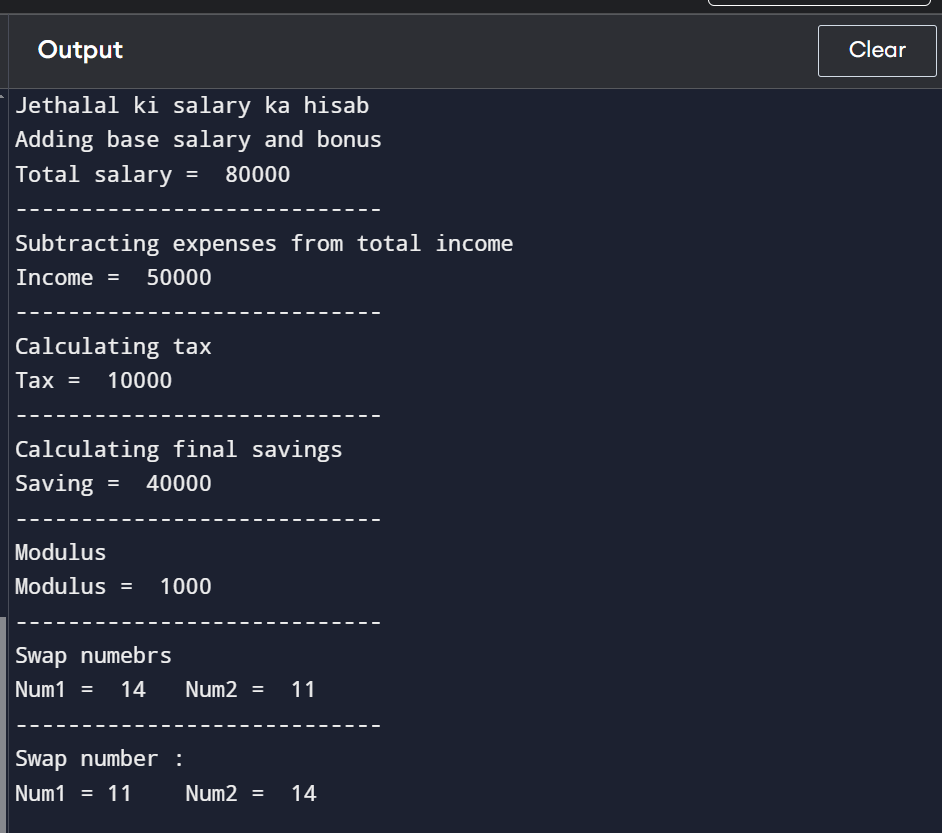 Output
Clear
Jethalal ki salary ka hisab
Adding base salary and bonus
Total salary =  80000
----------------------------
Subtracting expenses from total income
Income =  50000
----------------------------
Calculating tax
Tax =  10000
----------------------------
Calculating final savings
Saving =  40000
----------------------------
Modulus
Modulus =  1000
----------------------------
Swap numebrs
Num1 =  14   Num2 =  11
----------------------------
Swap number :
Num1 = 11    Num2 =  14